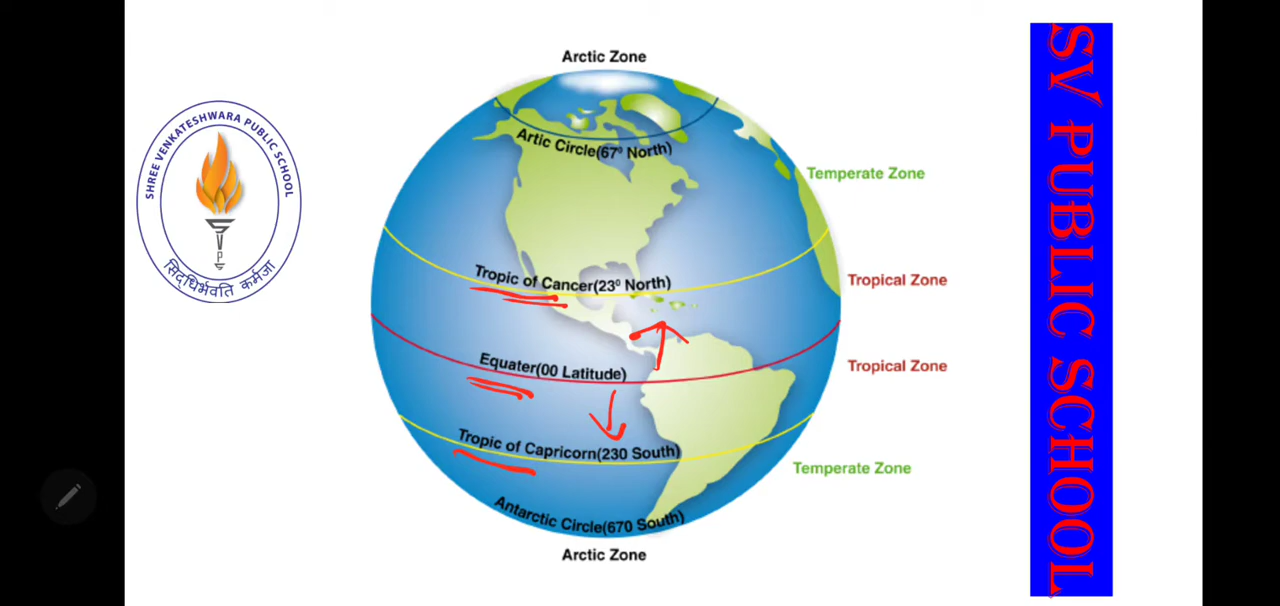 Arctic Zone
SHREE VENKATESHWARA PUBLIC SCHOOL
S
V
P
S
सिद्धिर्भवति कर्मजा
Artic Circle(67⁰ North)
Temperate Zone
Tropic of Cancer(23⁰ North)
Tropical Zone
Equater(00 Latitude)
Tropical Zone
Tropic of Capricorn(230 South)
Temperate Zone
Antarctic Circle(670 South)
Arctic Zone
SV PUBLIC SCHOOL